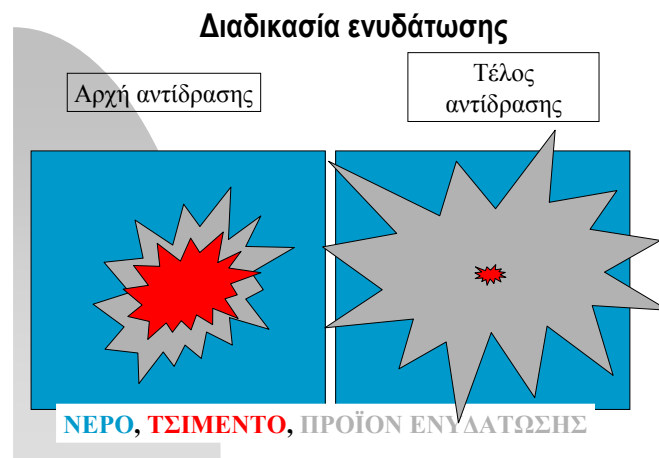 Διαδικασία ενυδάτωσης
Αρχή αντίδρασης
Τέλος
αντίδρασης
ΝΕΡΟ, ΤΣΙΜΕΝΤΟ, ΠΡΟΪΟΝ ΕΝΥΔΑΤΩΣΗΣ